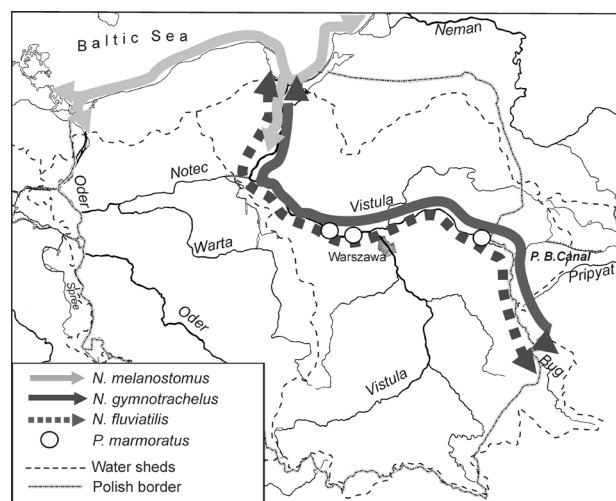 Baltic Sea
Neman
Notec
Oder
Vistula
Warta
Warszawa
P. B.Canal
Pripyat
Spree
Oder
Bug
Vistula
N. melanostomus
N. gymnotrachelus
N. fluviatilis
P. marmoratus
Water sheds
Polish border